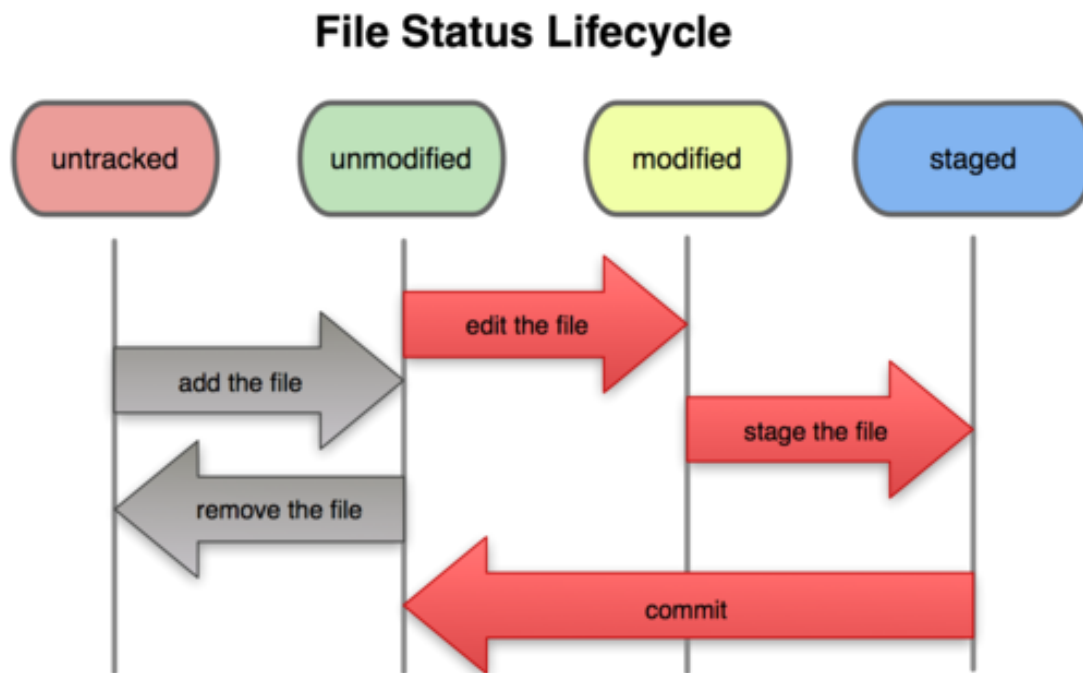 File Status Lifecycle
untracked
unmodified
modified
staged
edit the file
add the file
stage the file
remove the file
commit